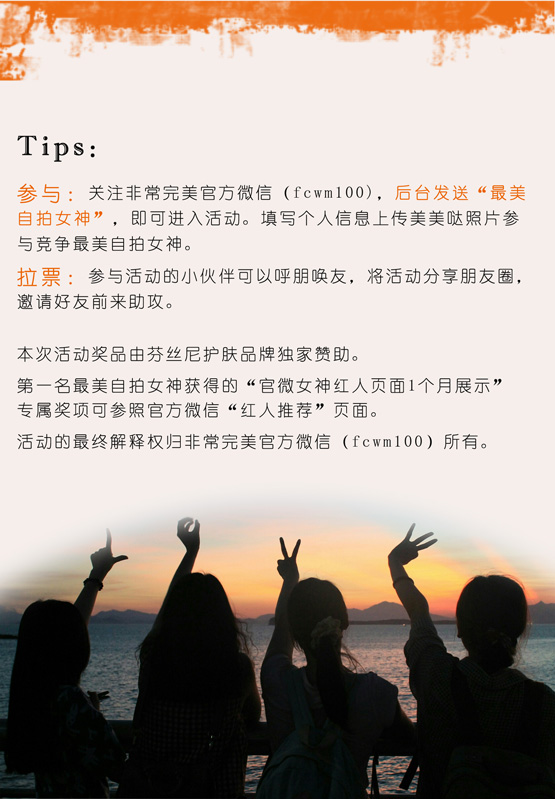 Tips:
参与：关注非常完美官方微信（fcwm100），后台发送“最美
自拍女神”，即可进入活动。填写个人信息上传美美哒照片参
与竞争最美自拍女神。
拉票：参与活动的小伙伴可以呼朋唤友，将活动分享朋友圈，
邀请好友前来助攻。
本次活动奖品由芬丝尼护肤品牌独家赞助。
第一名最美自拍女神获得的“官微女神红人页面1个月展示”
专属奖项可参照官方微信“红人推荐”页面。
活动的最终解释权归非常完美官方微信（fcwm100）所有。